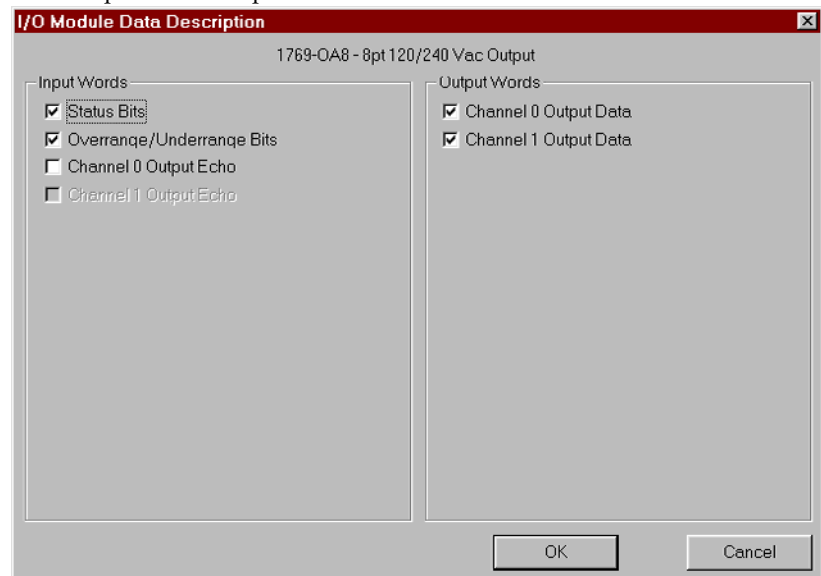 I/O Module Data Description
1769-OA8 - 8pt 120/240 Vac Output
Input Words
Status Bits
Overrange/Underrange Bits
Channel 0 Output Echo
Channel 1 Output Echo
Output Words
Channel 0 Output Data
Channel 1 Output Data
OK
Cancel